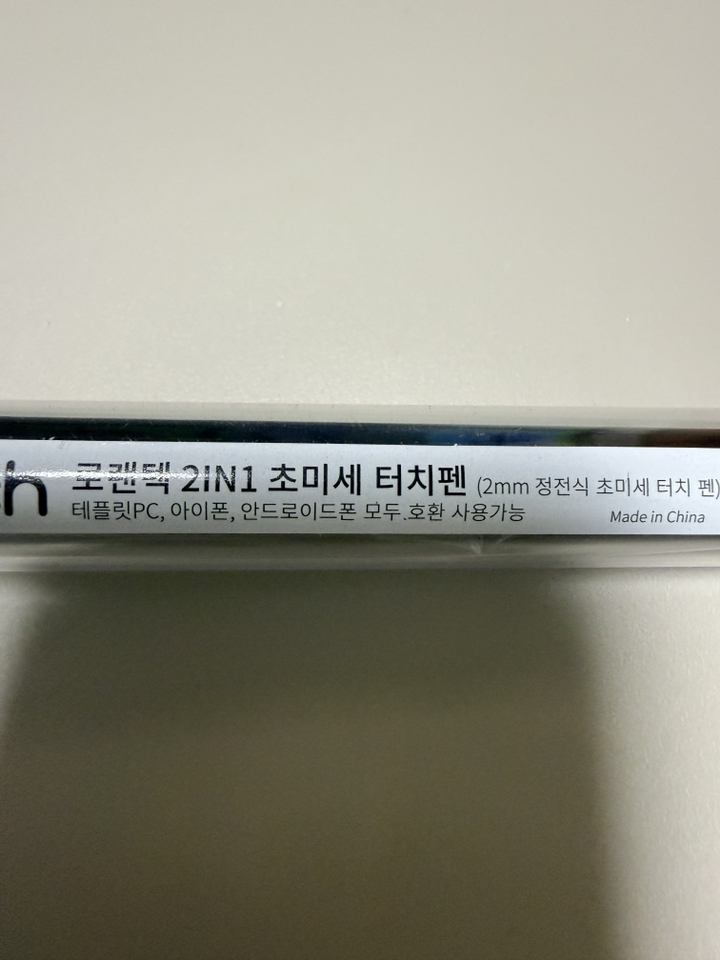 로캔텍 2IN1 초미세 터치펜 (2mm 정전식 초미세 터치 펜)
테플릿PC, 아이폰, 안드로이드폰 모두.호환 사용가능 Made in China